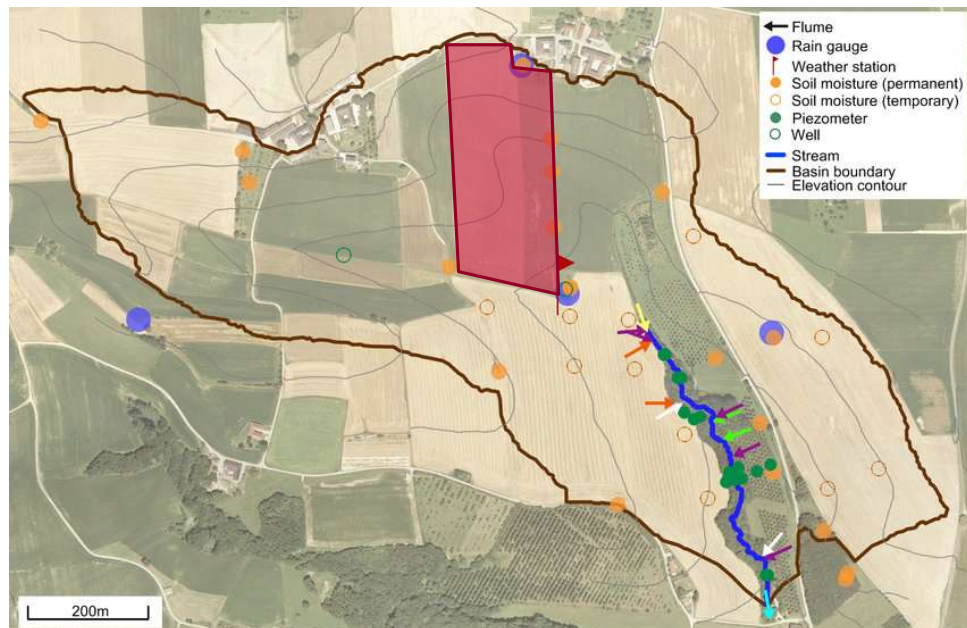 Flume
Rain gauge
Weather station
Soil moisture (permanent)
Soil moisture (temporary)
Piezometer
Well
Stream
Basin boundary
Elevation contour
200m